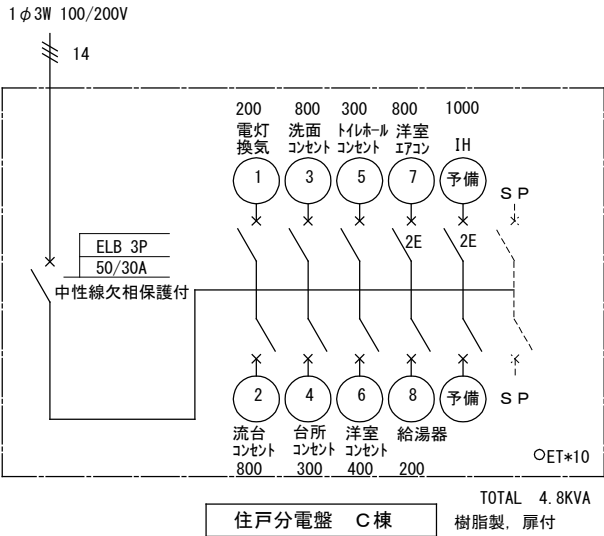 1φ3W 100/200V
14
200 800 300 800 1000
電灯 洗面 トイレホール 洋室 IH
換気 コンセント コンセント エアコン
1 3 5 7 予備
SP
2E 2E
ELB 3P
50/30A
中性線欠相保護付
2 4 6 8 予備 SP
流台 台所 洋室 給湯器
コンセント コンセント コンセント
800 300 400 200
○ET*10
TOTAL 4.8KVA
住戸分電盤 C棟
樹脂製, 扉付